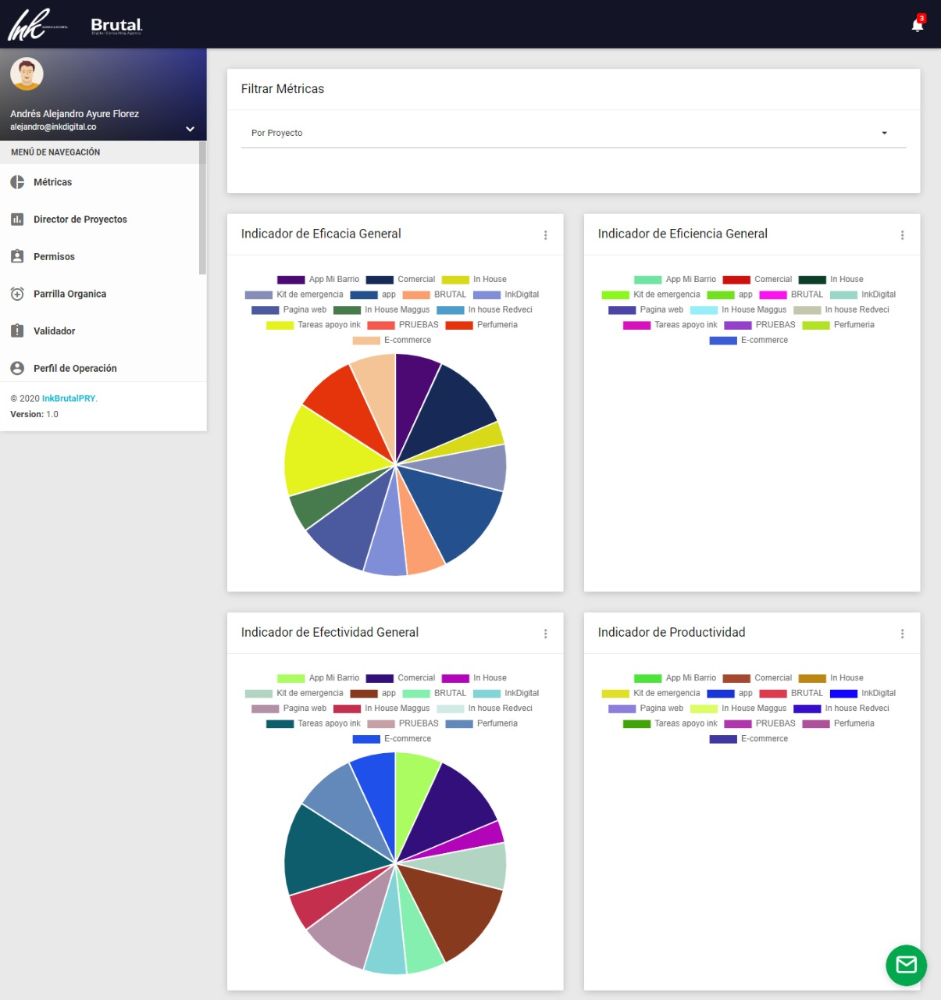 Ink
Brutal.
Digital Consulting Agency
3
Andrés Alejandro Ayure Florez
alejandro@inkdigital.co
MENÚ DE NAVEGACIÓN
Métricas
Director de Proyectos
Permisos
Parrilla Organica
Validador
Perfil de Operación
© 2020 InkBrutalPRY.
Version: 1.0
Filtrar Métricas
Por Proyecto
Indicador de Eficacia General
App Mi Barrio Comercial In House
Kit de emergencia app BRUTAL InkDigital
Pagina web In House Maggus In house Redveci
Tareas apoyo ink PRUEBAS Perfumeria
E-commerce
Indicador de Eficiencia General
App Mi Barrio Comercial In House
Kit de emergencia app BRUTAL InkDigital
Pagina web In House Maggus In house Redveci
Tareas apoyo ink PRUEBAS Perfumeria
E-commerce
Indicador de Efectividad General
App Mi Barrio Comercial In House
Kit de emergencia app BRUTAL InkDigital
Pagina web In House Maggus In house Redveci
Tareas apoyo ink PRUEBAS Perfumeria
E-commerce
Indicador de Productividad
App Mi Barrio Comercial In House
Kit de emergencia app BRUTAL InkDigital
Pagina web In House Maggus In house Redveci
Tareas apoyo ink PRUEBAS Perfumeria
E-commerce